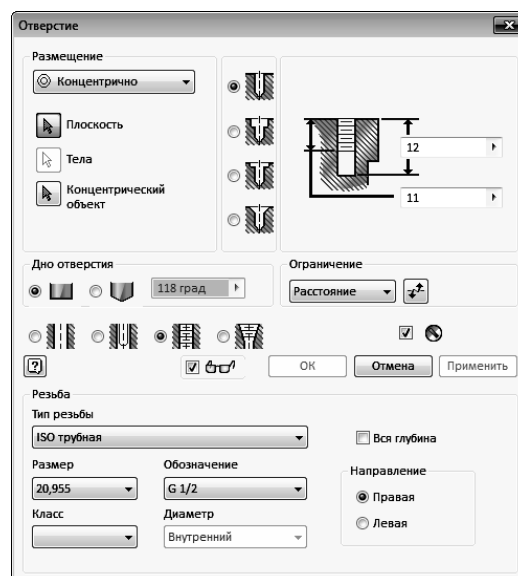 Отверстие
Размещение
Концентрично
Плоскость
Тела
Концентрический
объект
12
11
Дно отверстия
118 град
Ограничение
Расстояние
ОК
Отмена
Применить
Резьба
Тип резьбы
ISO трубная
Вся глубина
Размер
Обозначение
20,955
G 1/2
Класс
Диаметр
Внутренний
Направление
Правая
Левая